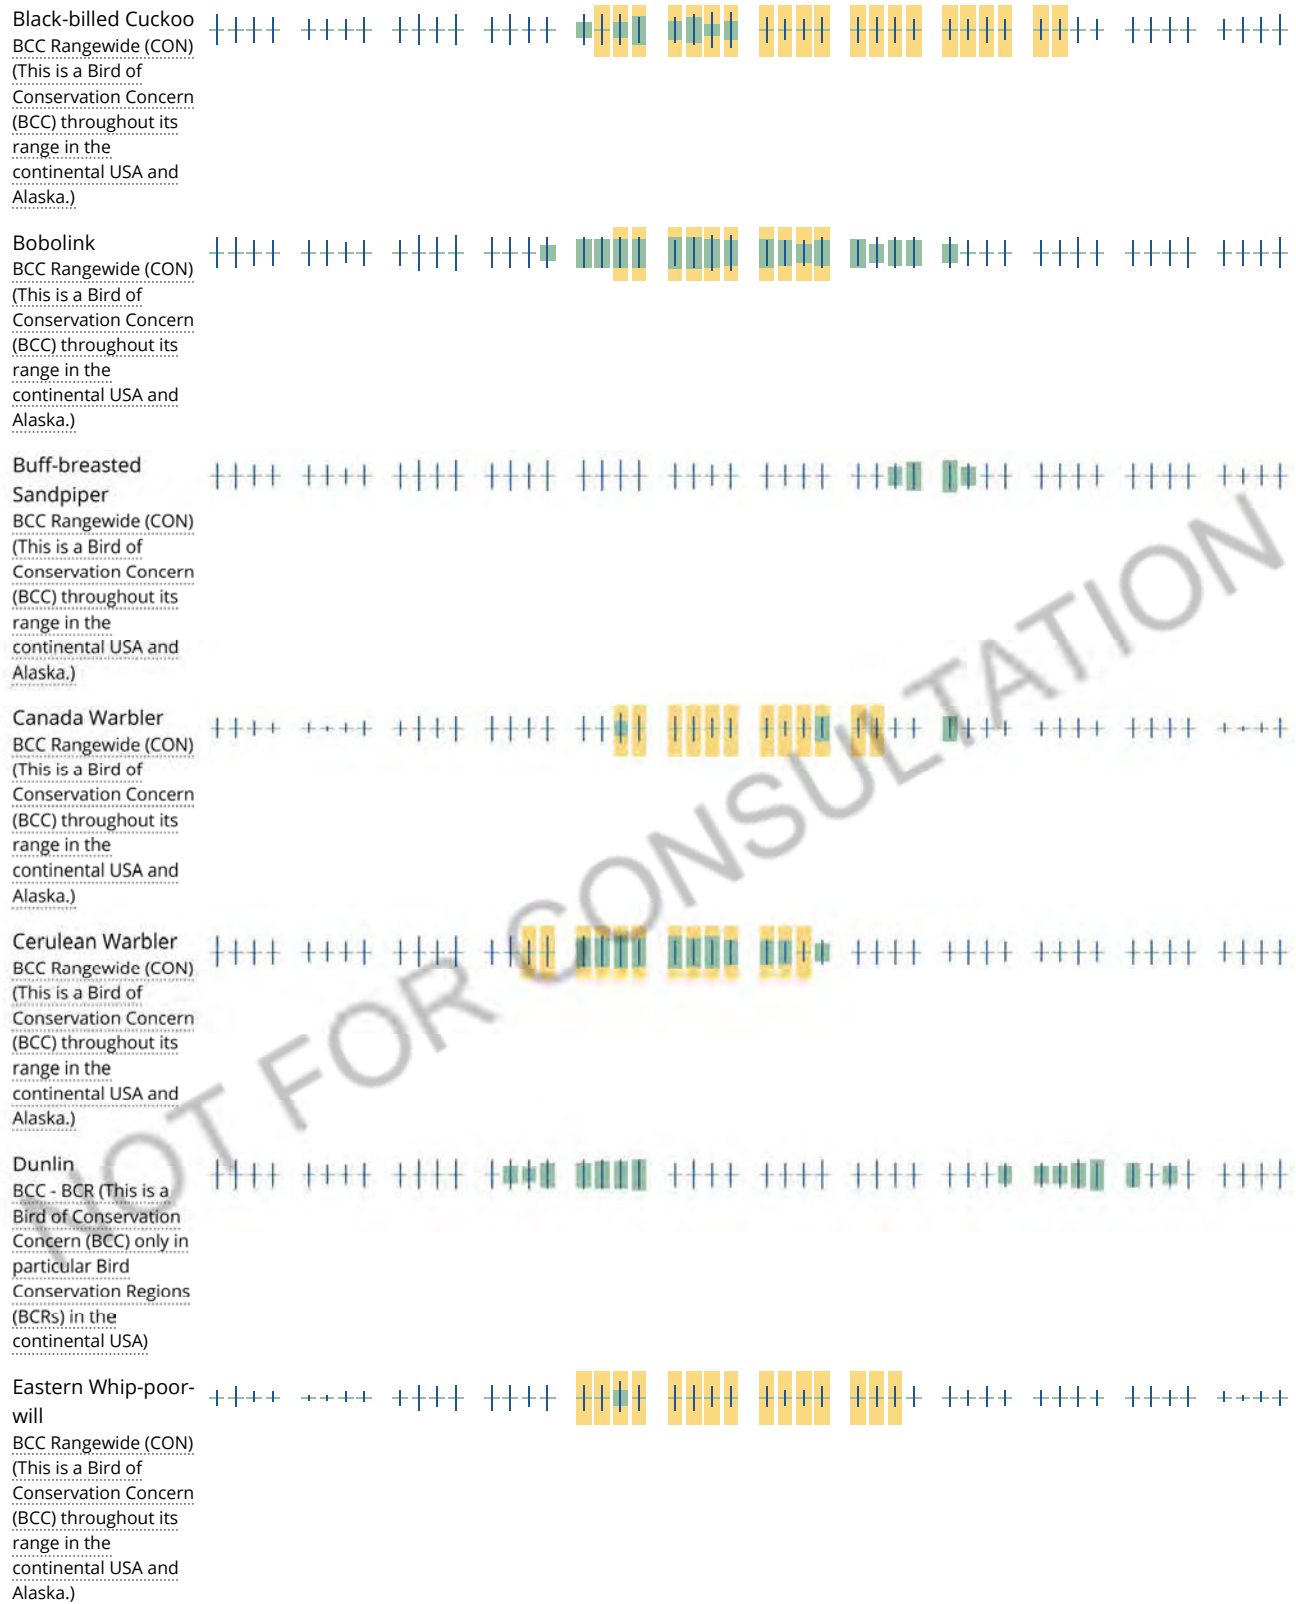 Black-billed Cuckoo
BCC Rangewide (CON)
(This is a Bird of
Conservation Concern
(BCC) throughout its
range in the
continental USA and
Alaska.)
Bobolink
BCC Rangewide (CON)
(This is a Bird of
Conservation Concern
(BCC) throughout its
range in the
continental USA and
Alaska.)
Buff-breasted
Sandpiper
BCC Rangewide (CON)
(This is a Bird of
Conservation Concern
(BCC) throughout its
range in the
continental USA and
Alaska.)
Canada Warbler
BCC Rangewide (CON)
(This is a Bird of
Conservation Concern
(BCC) throughout its
range in the
continental USA and
Alaska.)
Cerulean Warbler
BCC Rangewide (CON)
(This is a Bird of
Conservation Concern
(BCC) throughout its
range in the
continental USA and
Alaska.)
Dunlin
BCC - BCR (This is a
Bird of Conservation
Concern (BCC) only in
particular Bird
Conservation Regions
(BCRs) in the
continental USA)
Eastern Whip-poor-
will
BCC Rangewide (CON)
(This is a Bird of
Conservation Concern
(BCC) throughout its
range in the
continental USA and
Alaska.)
NOT FOR CONSULTATION